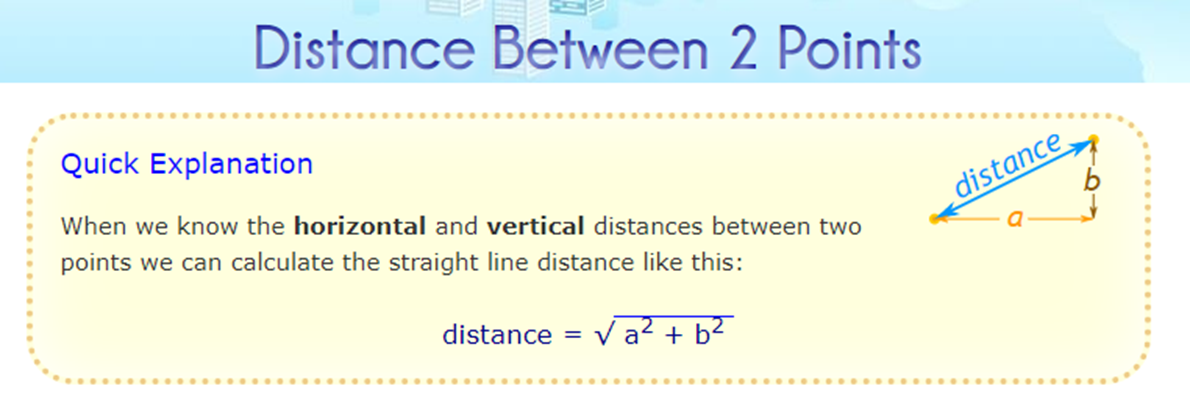 Distance Between 2 Points
Quick Explanation
distance
b
a
When we know the horizontal and vertical distances between two
points we can calculate the straight line distance like this:
distance = √ a² + b²